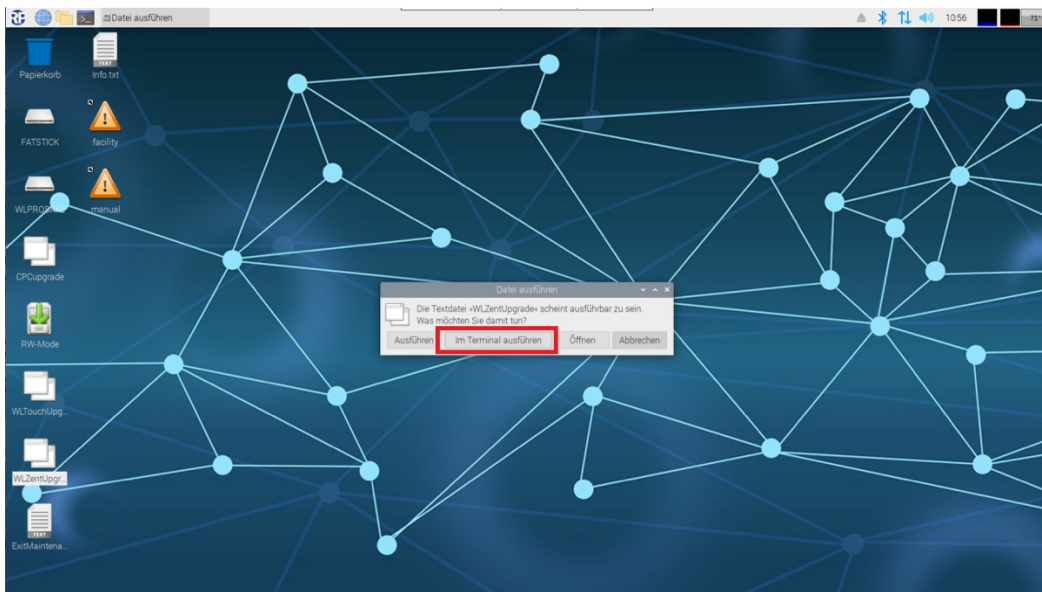 Datei ausführen
10:56
71°
Papierkorb
Info.txt
FATSTICK
facility
manual
CPCupgrade
RW-Mode
WLTouchUpg...
WLZentUpgr...
ExitMaintena...
Datei ausführen
Die Textdatei »WLZentUpgrade« scheint ausführbar zu sein.
Was möchten Sie damit tun?
Ausführen
Im Terminal ausführen
Öffnen
Abbrechen